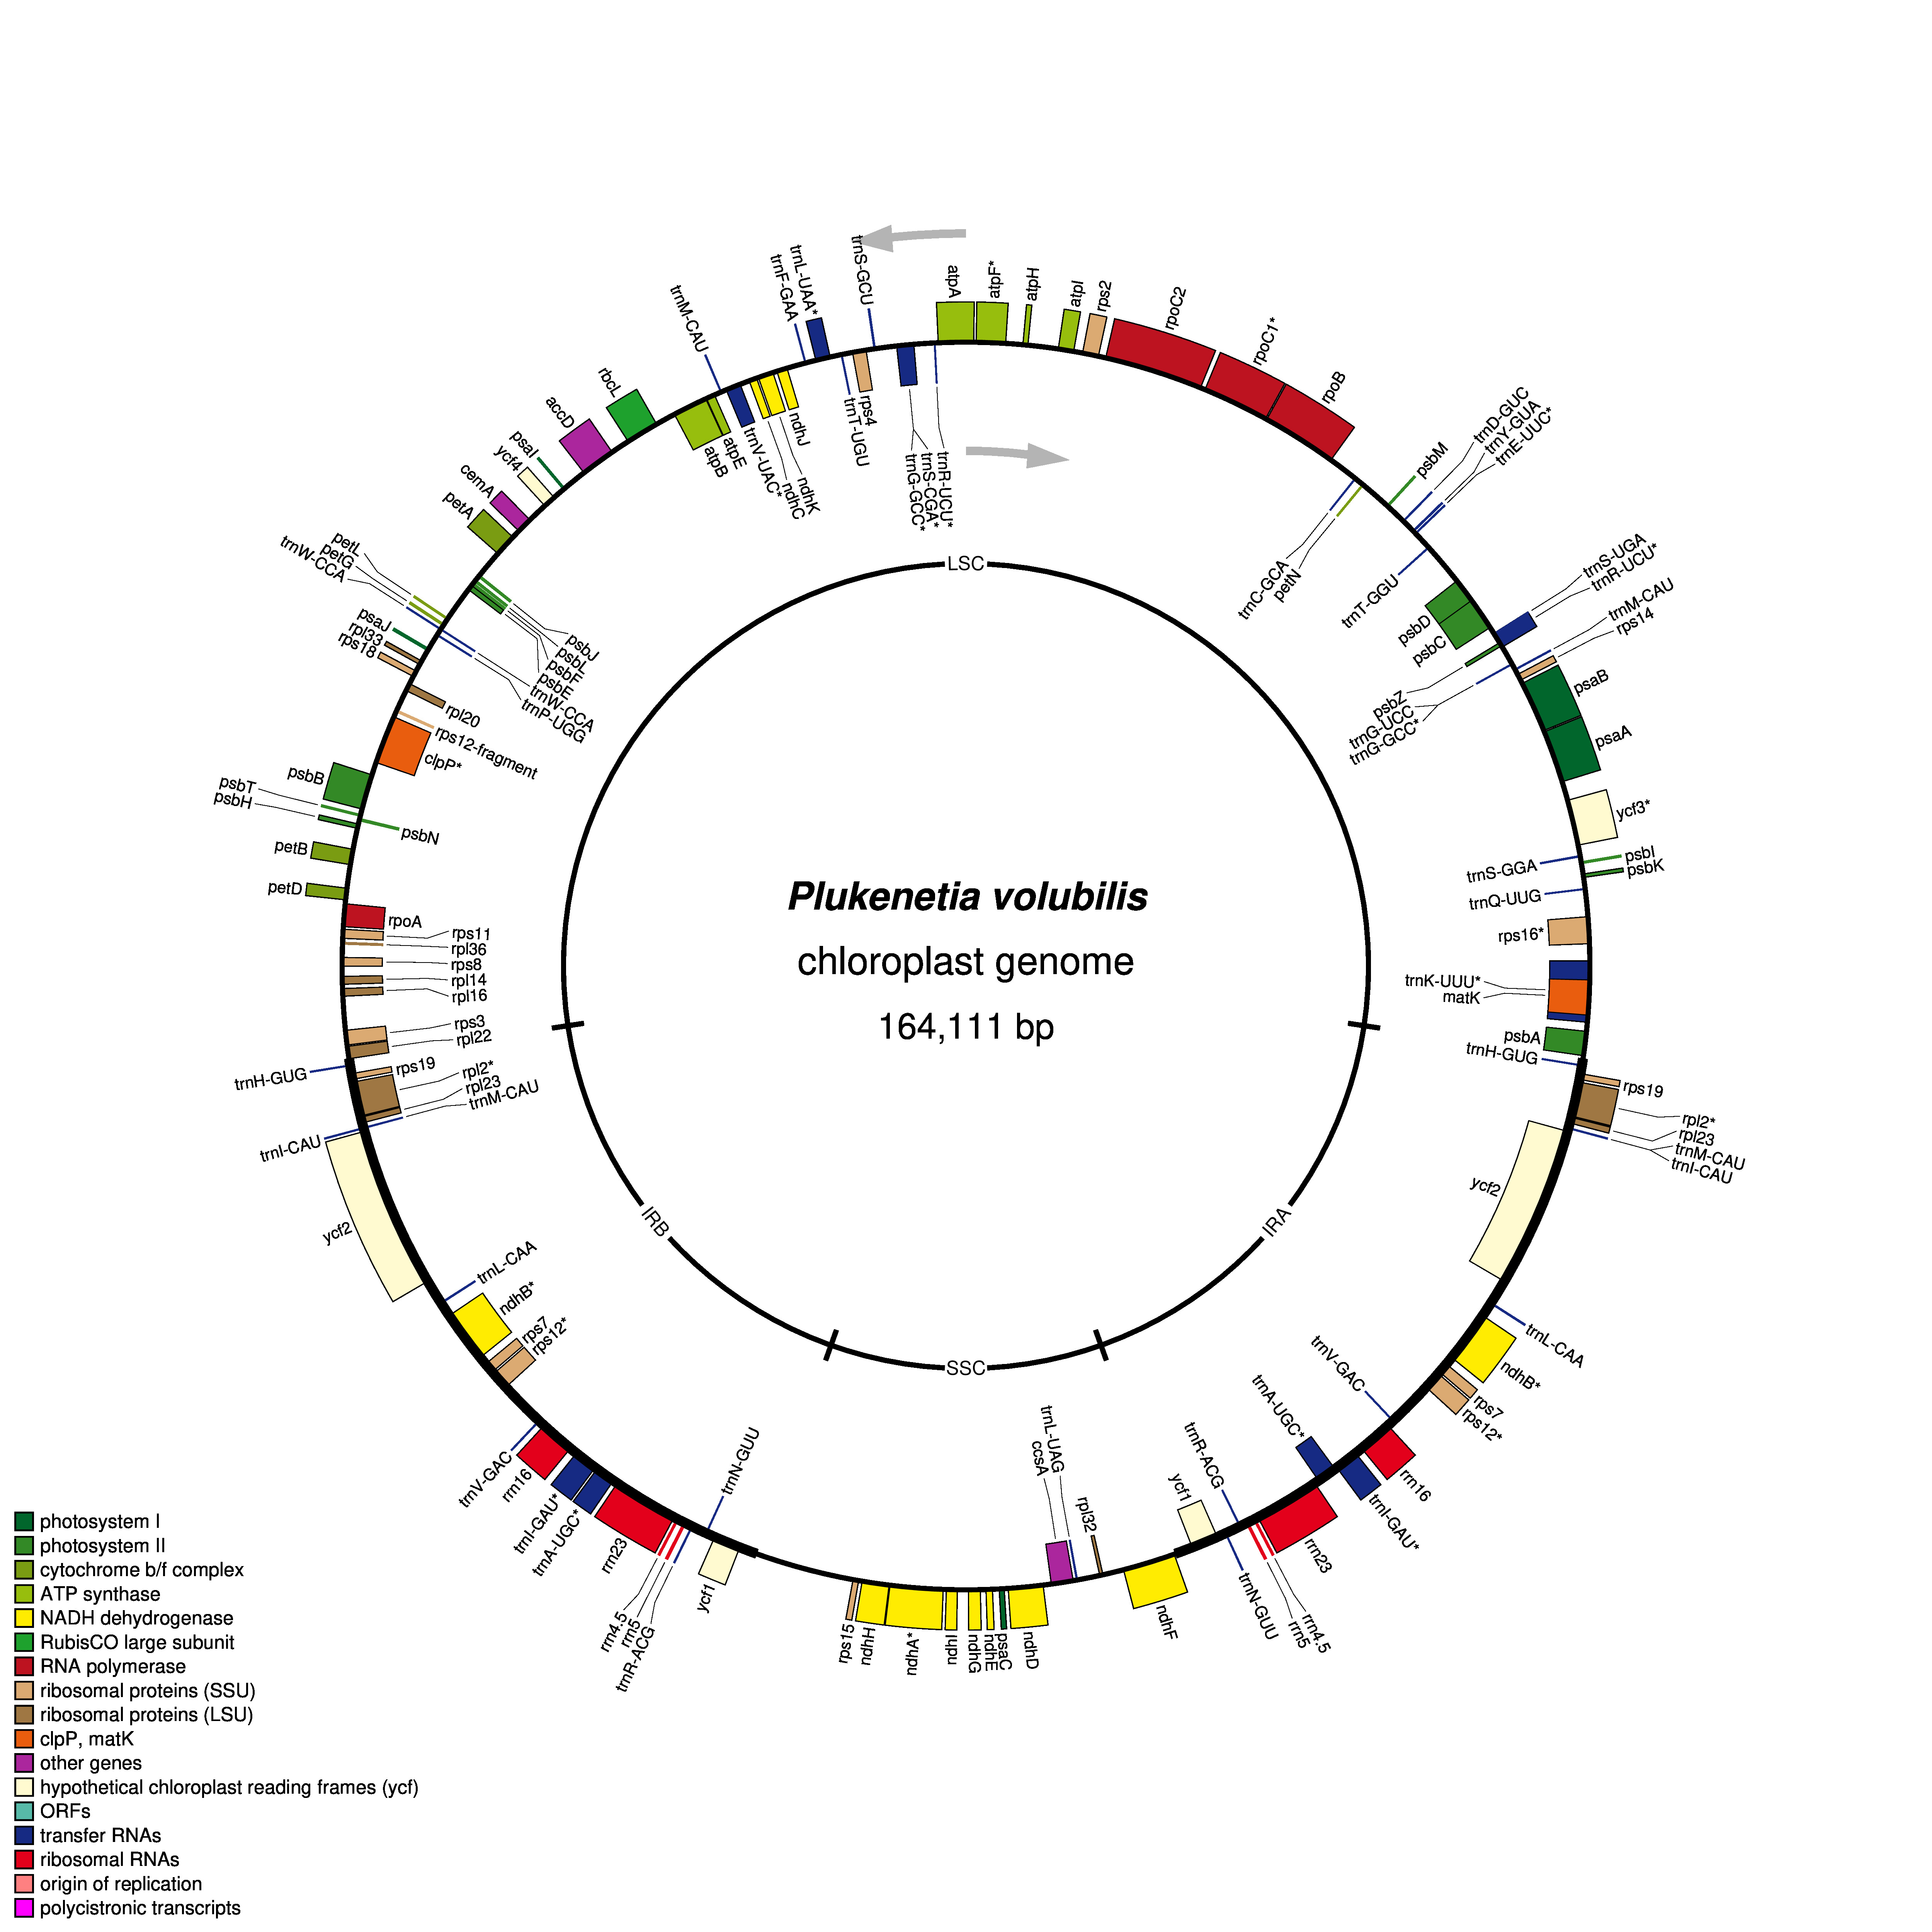 trnS-GCU
trnL-UAA*
trnF-GAA
trnM-CAU
rbcL
accD
psaI
ycf4
cemA
petA
petL
petG
trnW-CCA
psaJ
rpl33
rps18
psbB
psbT
psbH
petB
petD
trnH-GUG
trnI-CAU
ycf2
atpA
atpF*
atpH
atpI
rps2
rpoC2
rpoC1*
rpoB
psbM
trnD-GUC
trnY-GUA
trnE-UUC*
trnS-UGA
trnR-UCU*
trnM-CAU
rps14
psaB
psaA
ycf3*
psbI
psbK
rps19
rpl2*
rpl23
trnM-CAU
trnI-CAU
atpB
atpE
trnV-UAC*
ndhC
ndhK
ndhJ
trnT-UGU
rps4
trnG-GCC*
trnS-CGA*
trnR-UCU*
trnC-GCA
petN
trnT-GGU
psbD
psbC
psbZ
trnG-UCC
trnG-GCC*
trnS-GGA
trnQ-UUG
rps16*
trnK-UUU*
matK
psbA
trnH-GUG
ycf2
psbJ
psbL
psbF
psbE
trnW-CCA
trnP-UGG
rpl20
rps12-fragment
clpP*
psbN
rpoA
rps11
rpl36
rps8
rpl14
rpl16
rps3
rpl22
rps19
rpl2*
rpl23
trnM-CAU
LSC
Plukenetia volubilis
chloroplast genome
164,111 bp
IRB
IRA
SSC
trnL-CAA
ndhB*
rps7
rps12*
trnV-GAC
rrn16
trnI-GAU*
trnA-UGC*
rrn23
rrn4.5
rrn5
trnR-ACG
trnN-GUU
ycf1
rps15
ndhH
ndhA*
ndhI
ndhG
ndhE
psaC
ndhD
ccsA
trnL-UAG
rpl32
ndhF
ycf1
trnR-ACG
trnN-GUU
rrn5
rrn4.5
rrn23
trnA-UGC*
trnI-GAU*
rrn16
trnV-GAC
rps12*
rps7
ndhB*
trnL-CAA
photosystem I
photosystem II
cytochrome b/f complex
ATP synthase
NADH dehydrogenase
RubisCO large subunit
RNA polymerase
ribosomal proteins (SSU)
ribosomal proteins (LSU)
clpP, matK
other genes
hypothetical chloroplast reading frames (ycf)
ORFs
transfer RNAs
ribosomal RNAs
origin of replication
polycistronic transcripts